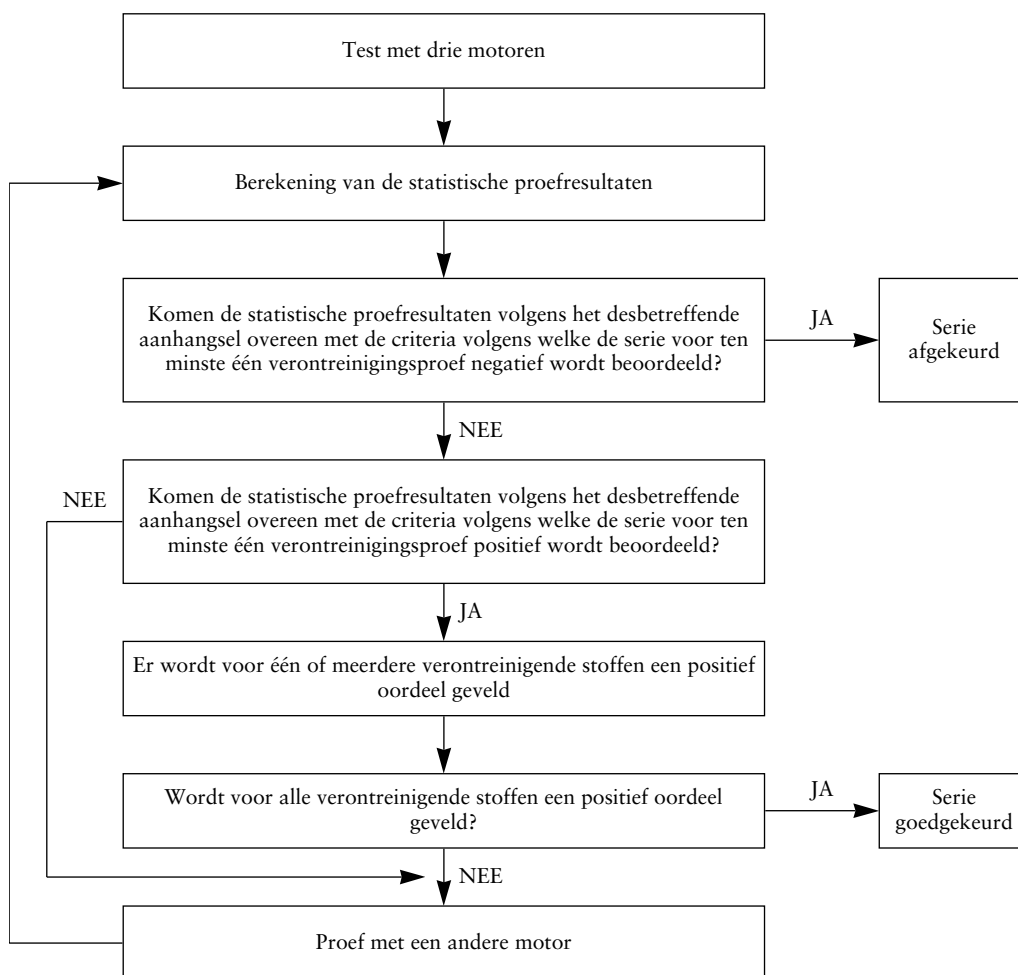 Test met drie motoren
Berekening van de statistische proefresultaten
Komen de statistische proefresultaten volgens het desbetreffende
aanhangsel overeen met de criteria volgens welke de serie voor ten
minste één verontreinigingsproef negatief wordt beoordeeld?
JA
Serie
afgekeurd
NEE
NEE
Komen de statistische proefresultaten volgens het desbetreffende
aanhangsel overeen met de criteria volgens welke de serie voor ten
minste één verontreinigingsproef positief wordt beoordeeld?
JA
Er wordt voor één of meerdere verontreinigende stoffen een positief
oordeel geveld
Wordt voor alle verontreinigende stoffen een positief oordeel
geveld?
JA
Serie
goedgekeurd
NEE
Proef met een andere motor